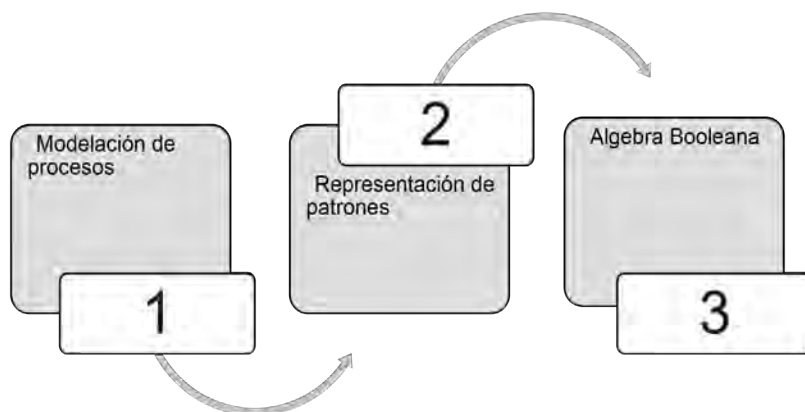 Modelación de
procesos
1
2
Representación de
patrones
Algebra Booleana
3